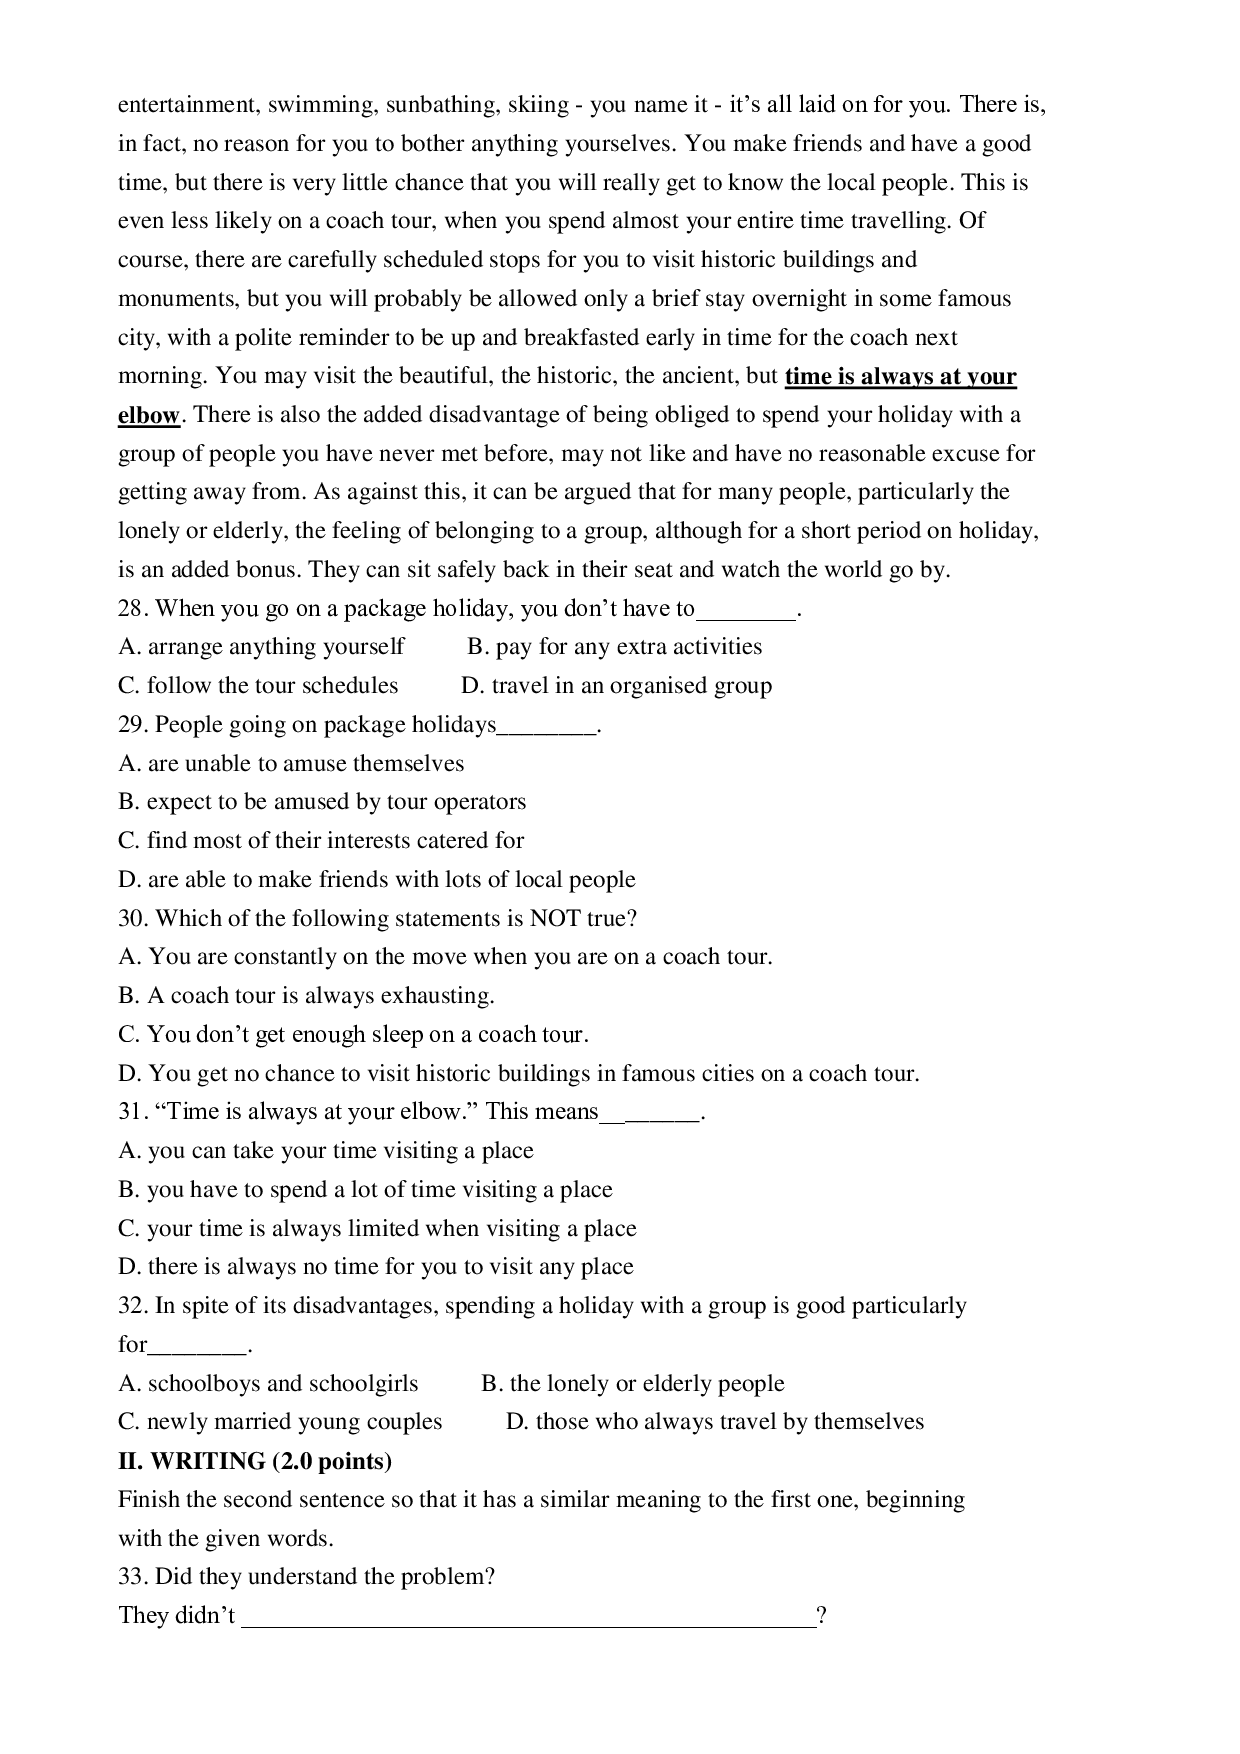 entertainment, swimming, sunbathing, skiing - you name it - it’s all laid on for you. There is,
in fact, no reason for you to bother anything yourselves. You make friends and have a good
time, but there is very little chance that you will really get to know the local people. This is
even less likely on a coach tour, when you spend almost your entire time travelling. Of
course, there are carefully scheduled stops for you to visit historic buildings and
monuments, but you will probably be allowed only a brief stay overnight in some famous
city, with a polite reminder to be up and breakfasted early in time for the coach next
morning. You may visit the beautiful, the historic, the ancient, but time is always at your
elbow. There is also the added disadvantage of being obliged to spend your holiday with a
group of people you have never met before, may not like and have no reasonable excuse for
getting away from. As against this, it can be argued that for many people, particularly the
lonely or elderly, the feeling of belonging to a group, although for a short period on holiday,
is an added bonus. They can sit safely back in their seat and watch the world go by.
28. When you go on a package holiday, you don’t have to________.
A. arrange anything yourself B. pay for any extra activities
C. follow the tour schedules D. travel in an organised group
29. People going on package holidays________.
A. are unable to amuse themselves
B. expect to be amused by tour operators
C. find most of their interests catered for
D. are able to make friends with lots of local people
30. Which of the following statements is NOT true?
A. You are constantly on the move when you are on a coach tour.
B. A coach tour is always exhausting.
C. You don’t get enough sleep on a coach tour.
D. You get no chance to visit historic buildings in famous cities on a coach tour.
31. “Time is always at your elbow.” This means________.
A. you can take your time visiting a place
B. you have to spend a lot of time visiting a place
C. your time is always limited when visiting a place
D. there is always no time for you to visit any place
32. In spite of its disadvantages, spending a holiday with a group is good particularly
for________.
A. schoolboys and schoolgirls B. the lonely or elderly people
C. newly married young couples D. those who always travel by themselves
II. WRITING (2.0 points)
Finish the second sentence so that it has a similar meaning to the first one, beginning
with the given words.
33. Did they understand the problem?
They didn’t ______________________________________________?